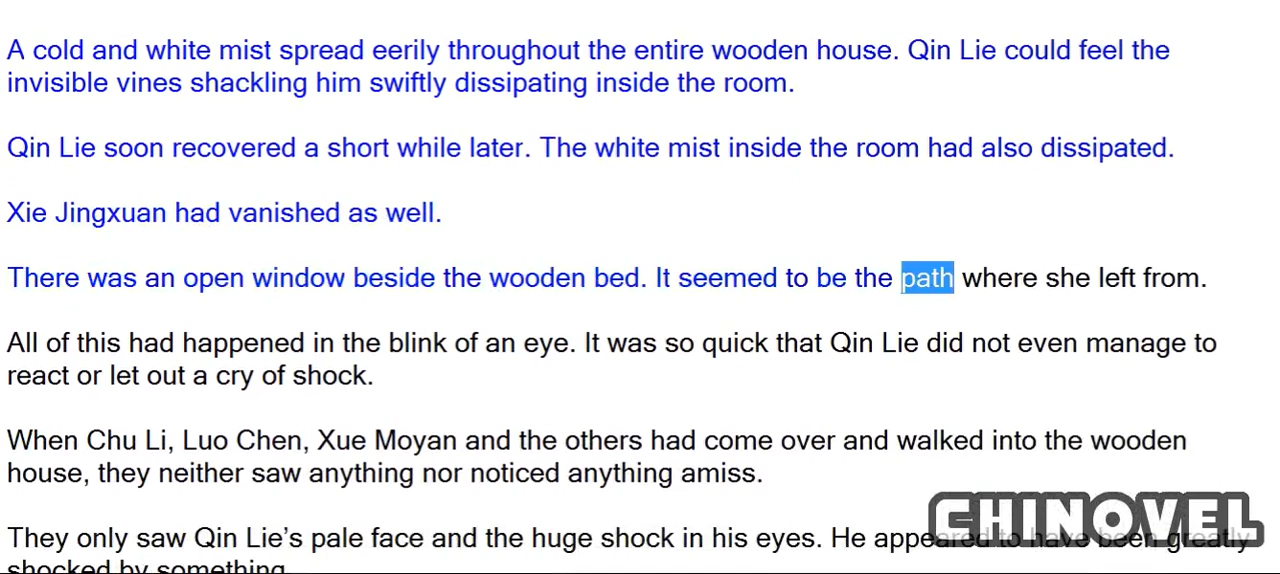 A cold and white mist spread eerily throughout the entire wooden house. Qin Lie could feel the
invisible vines shackling him swiftly dissipating inside the room.
Qin Lie soon recovered a short while later. The white mist inside the room had also dissipated.
Xie Jingxuan had vanished as well.
There was an open window beside the wooden bed. It seemed to be the path where she left from.
All of this had happened in the blink of an eye. It was so quick that Qin Lie did not even manage to
react or let out a cry of shock.
When Chu Li, Luo Chen, Xue Moyan and the others had come over and walked into the wooden
house, they neither saw anything nor noticed anything amiss.
They only saw Qin Lie’s pale face and the huge shock in his eyes. He appeared to have been greatly
shocked by something.
CHINOVEL